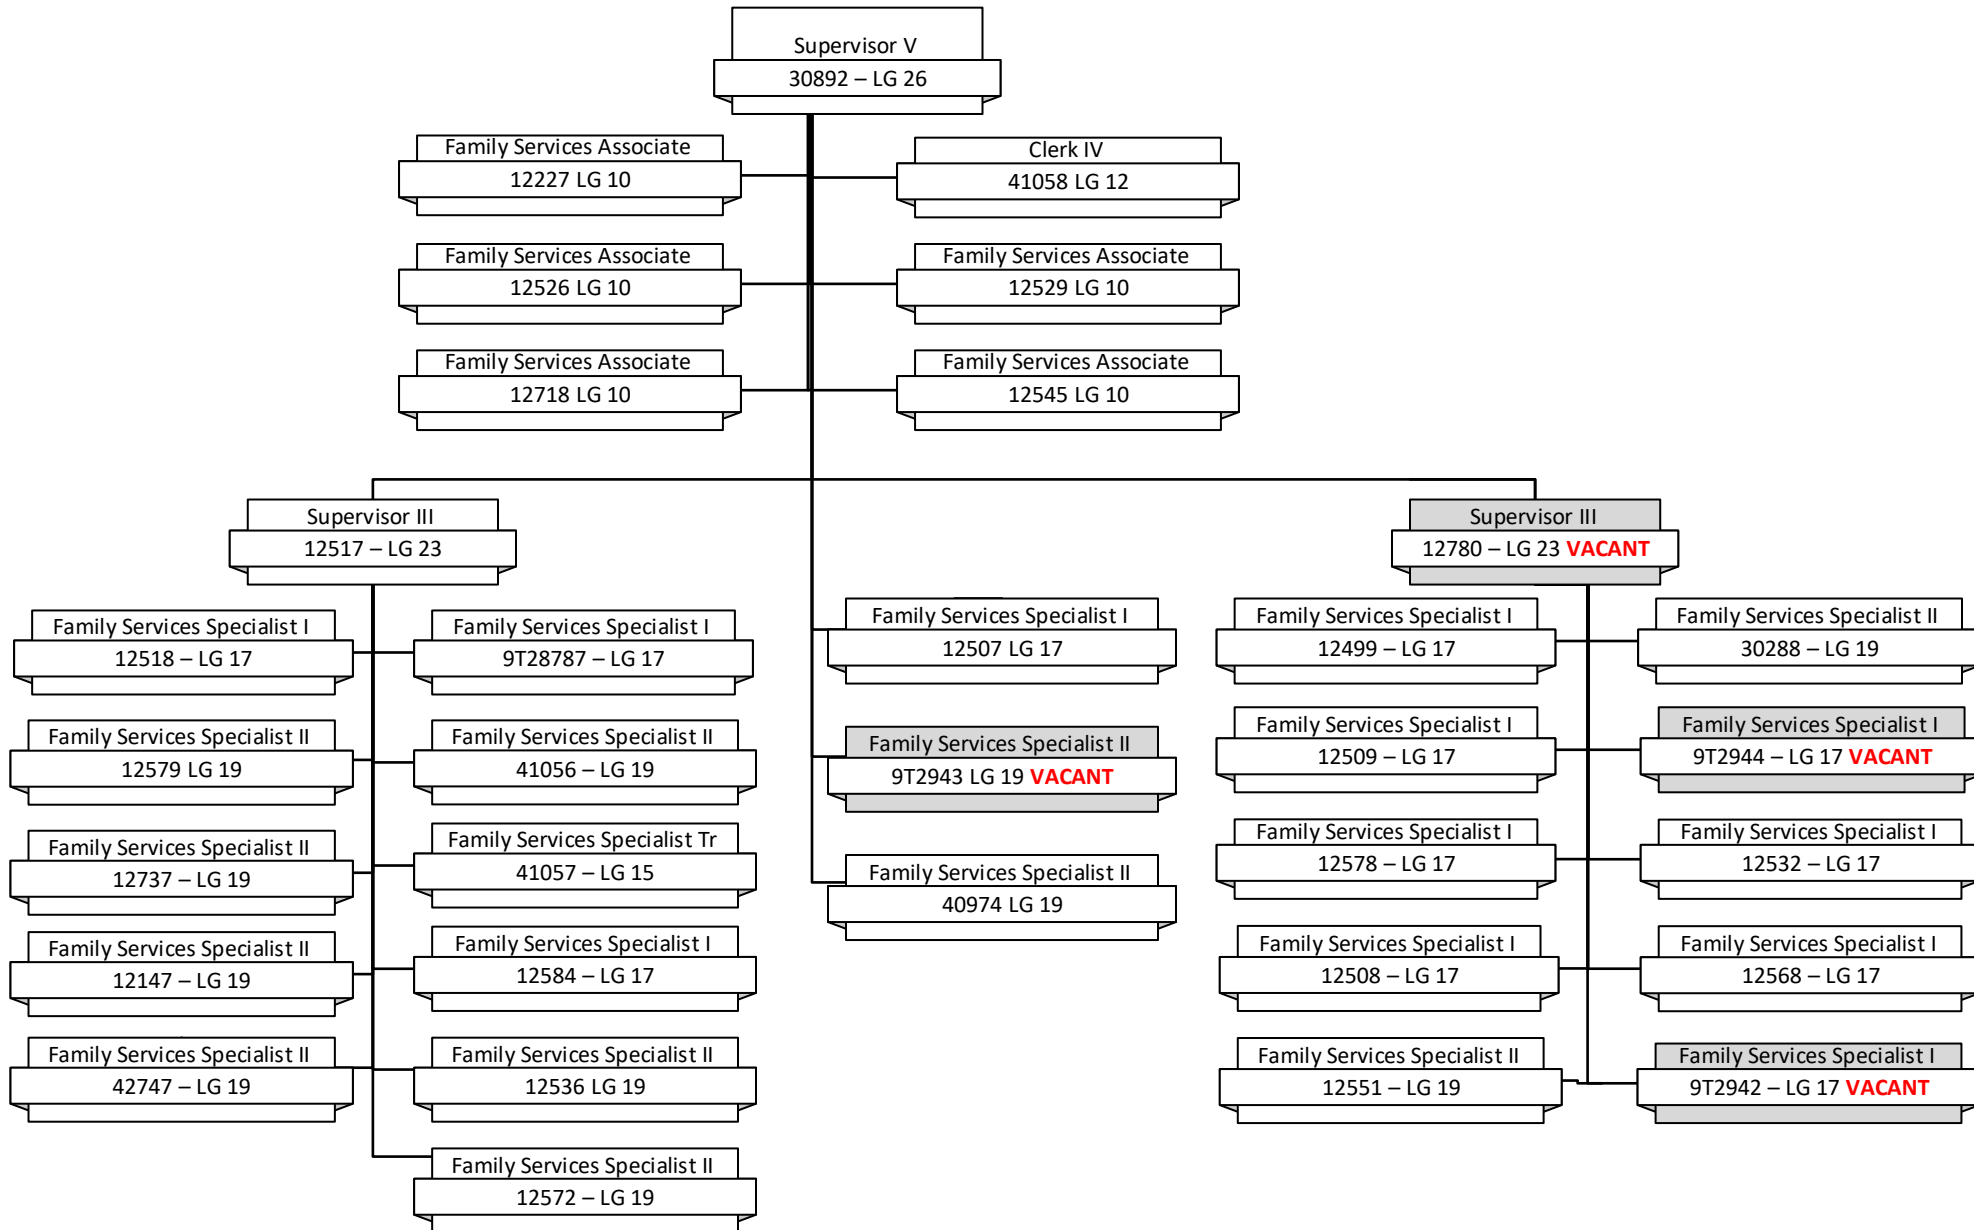 Supervisor V
30892 – LG 26
Family Services Associate
12227 LG 10
Clerk IV
41058 LG 12
Family Services Associate
12526 LG 10
Family Services Associate
12529 LG 10
Family Services Associate
12718 LG 10
Family Services Associate
12545 LG 10
Supervisor III
12517 – LG 23
Supervisor III
12780 – LG 23 VACANT
Family Services Specialist I
12518 – LG 17
Family Services Specialist I
9T28787 – LG 17
Family Services Specialist II
12579 LG 19
Family Services Specialist II
41056 – LG 19
Family Services Specialist II
12737 – LG 19
Family Services Specialist Tr
41057 – LG 15
Family Services Specialist II
12147 – LG 19
Family Services Specialist I
12584 – LG 17
Family Services Specialist II
42747 – LG 19
Family Services Specialist II
12536 LG 19
Family Services Specialist II
12572 – LG 19
Family Services Specialist I
12507 LG 17
Family Services Specialist II
9T2943 LG 19 VACANT
Family Services Specialist II
40974 LG 19
Family Services Specialist I
12499 – LG 17
Family Services Specialist II
30288 – LG 19
Family Services Specialist I
12509 – LG 17
Family Services Specialist I
9T2944 – LG 17 VACANT
Family Services Specialist I
12578 – LG 17
Family Services Specialist I
12532 – LG 17
Family Services Specialist I
12508 – LG 17
Family Services Specialist I
12568 – LG 17
Family Services Specialist II
12551 – LG 19
Family Services Specialist I
9T2942 – LG 17 VACANT